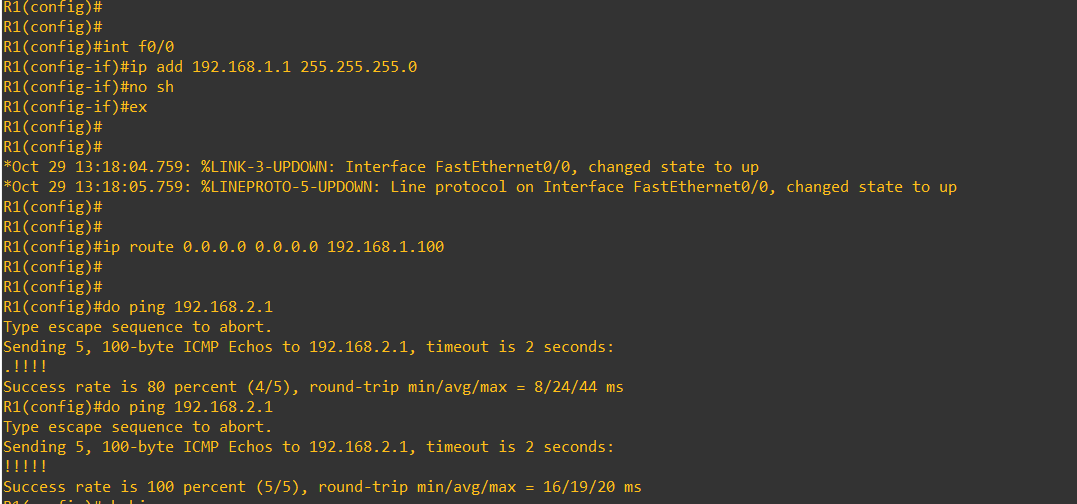 R1(config)#
R1(config)#
R1(config)#int f0/0
R1(config-if)#ip add 192.168.1.1 255.255.255.0
R1(config-if)#no sh
R1(config-if)#ex
R1(config)#
R1(config)#
*Oct 29 13:18:04.759: %LINK-3-UPDOWN: Interface FastEthernet0/0, changed state to up
*Oct 29 13:18:05.759: %LINEPROTO-5-UPDOWN: Line protocol on Interface FastEthernet0/0, changed state to up
R1(config)#
R1(config)#
R1(config)#ip route 0.0.0.0 0.0.0.0 192.168.1.100
R1(config)#
R1(config)#
R1(config)#do ping 192.168.2.1
Type escape sequence to abort.
Sending 5, 100-byte ICMP Echos to 192.168.2.1, timeout is 2 seconds:
.!!!!
Success rate is 80 percent (4/5), round-trip min/avg/max = 8/24/44 ms
R1(config)#do ping 192.168.2.1
Type escape sequence to abort.
Sending 5, 100-byte ICMP Echos to 192.168.2.1, timeout is 2 seconds:
!!!!!
Success rate is 100 percent (5/5), round-trip min/avg/max = 16/19/20 ms